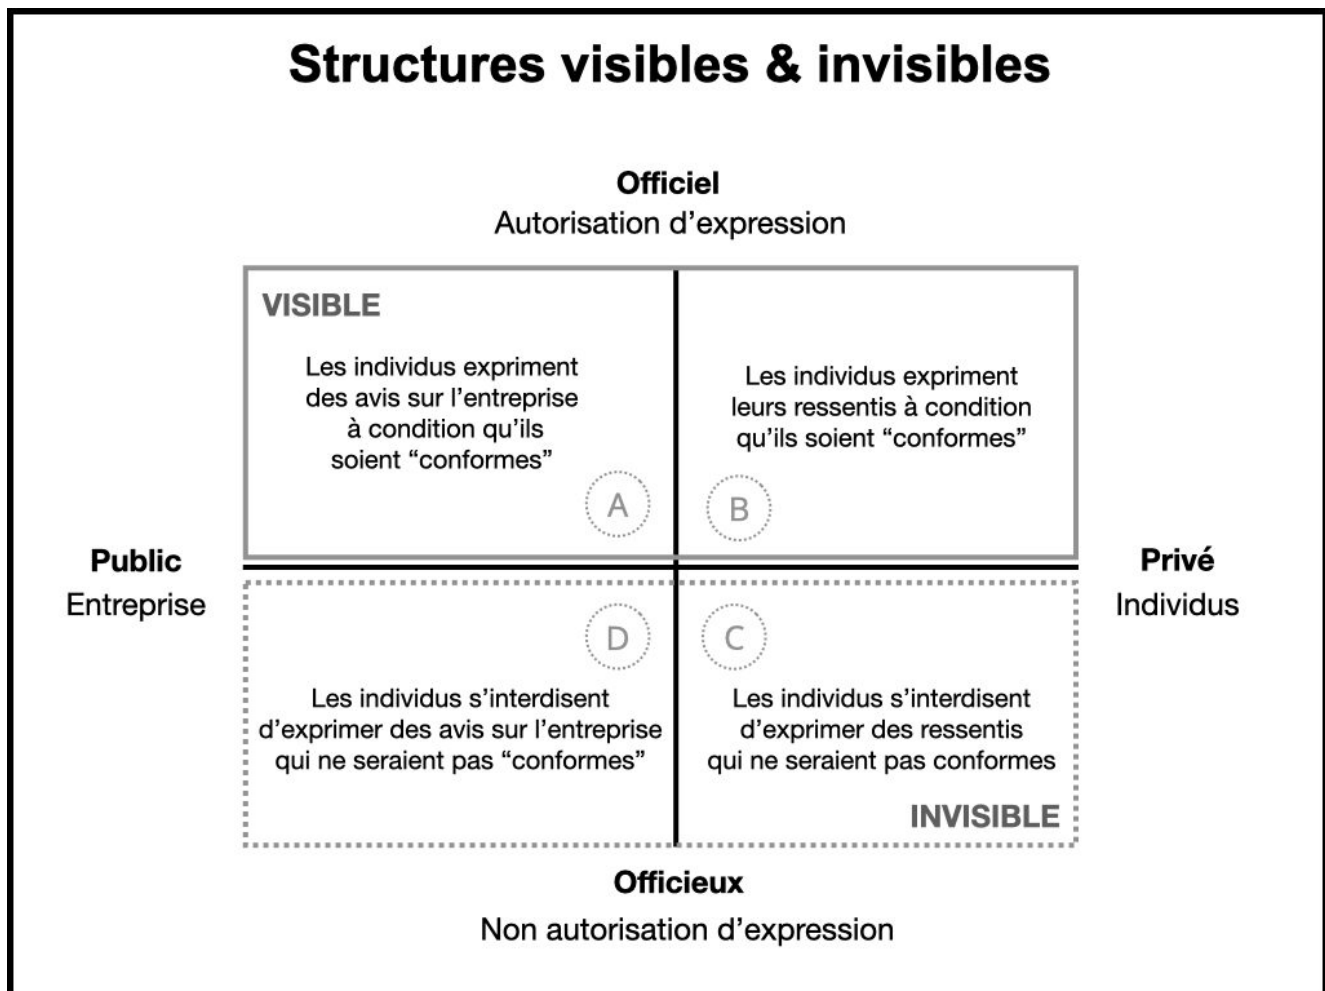 Structures visibles & invisibles
Officiel
Autorisation d’expression
VISIBLE
Les individus expriment
des avis sur l’entreprise
à condition qu’ils
soient “conformes”
A
Les individus expriment
leurs ressentis à condition
qu’ils soient “conformes”
B
Public
Entreprise
Privé
Individus
D
Les individus s’interdisent
d’exprimer des avis sur l’entreprise
qui ne seraient pas “conformes”
C
Les individus s’interdisent
d’exprimer des ressentis
qui ne seraient pas conformes
INVISIBLE
Officieux
Non autorisation d’expression